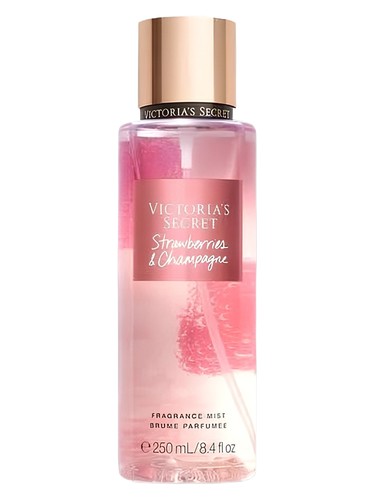 VICTORIA'S SECRET
VICTORIA'S
SECRET
Strawberries
& Champagne
FRAGRANCE MIST
BRUME PARFUMÉE
℮ 250 mL/8.4 fl oz